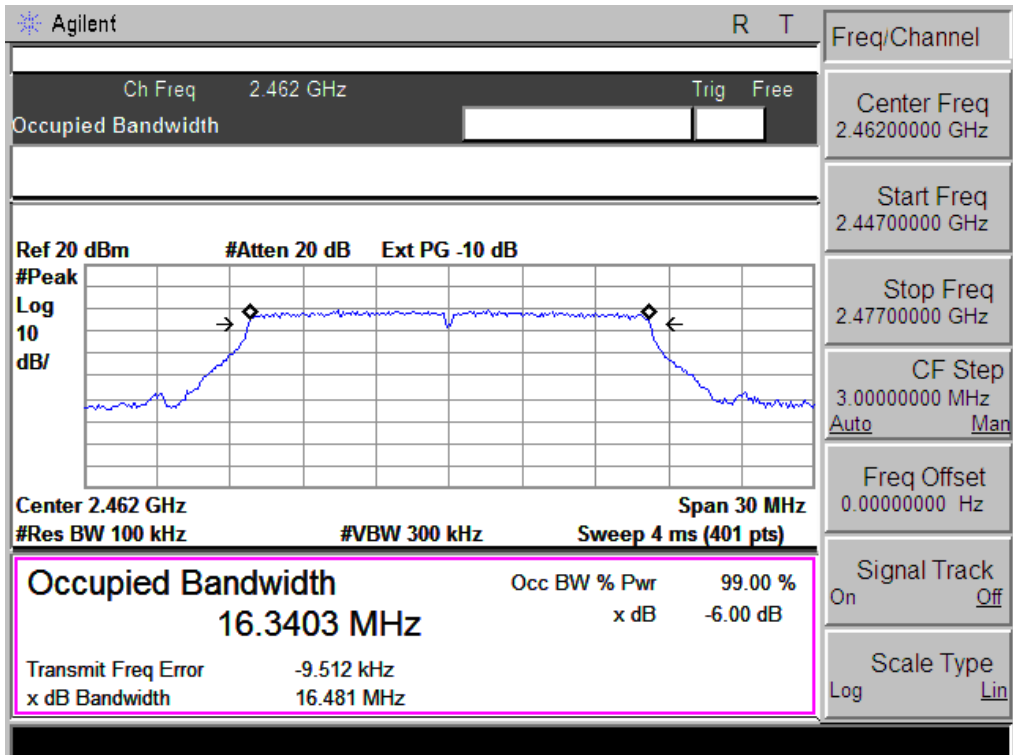 Agilent R T
Ch Freq 2.462 GHz Trig Free
Occupied Bandwidth
Ref 20 dBm #Atten 20 dB Ext PG -10 dB
#Peak
Log
10
dB/
Center 2.462 GHz Span 30 MHz
#Res BW 100 kHz #VBW 300 kHz Sweep 4 ms (401 pts)
Occupied Bandwidth
16.3403 MHz
Occ BW % Pwr 99.00 %
x dB -6.00 dB
Transmit Freq Error -9.512 kHz
x dB Bandwidth 16.481 MHz
Freq/Channel
Center Freq
2.46200000 GHz
Start Freq
2.44700000 GHz
Stop Freq
2.47700000 GHz
CF Step
3.00000000 MHz
Auto Man
Freq Offset
0.00000000 Hz
Signal Track
On Off
Scale Type
Log Lin